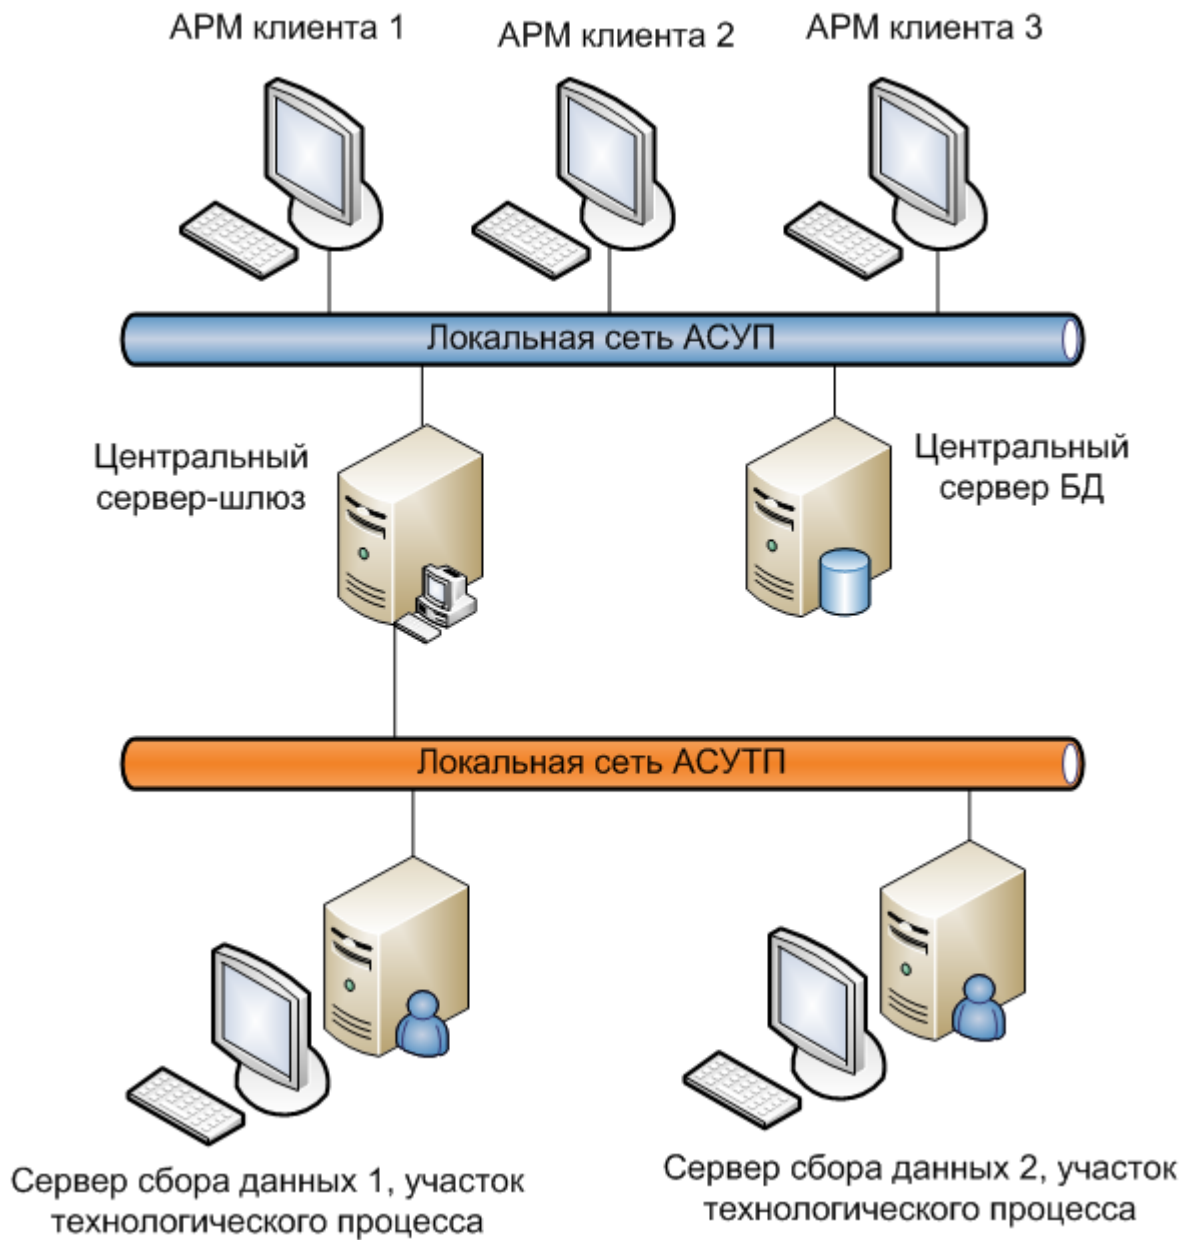 АРМ клиента 1
АРМ клиента 2
АРМ клиента 3
Локальная сеть АСУП
Центральный
сервер-шлюз
Центральный
сервер БД
Локальная сеть АСУТП
Сервер сбора данных 1, участок
технологического процесса
Сервер сбора данных 2, участок
технологического процесса